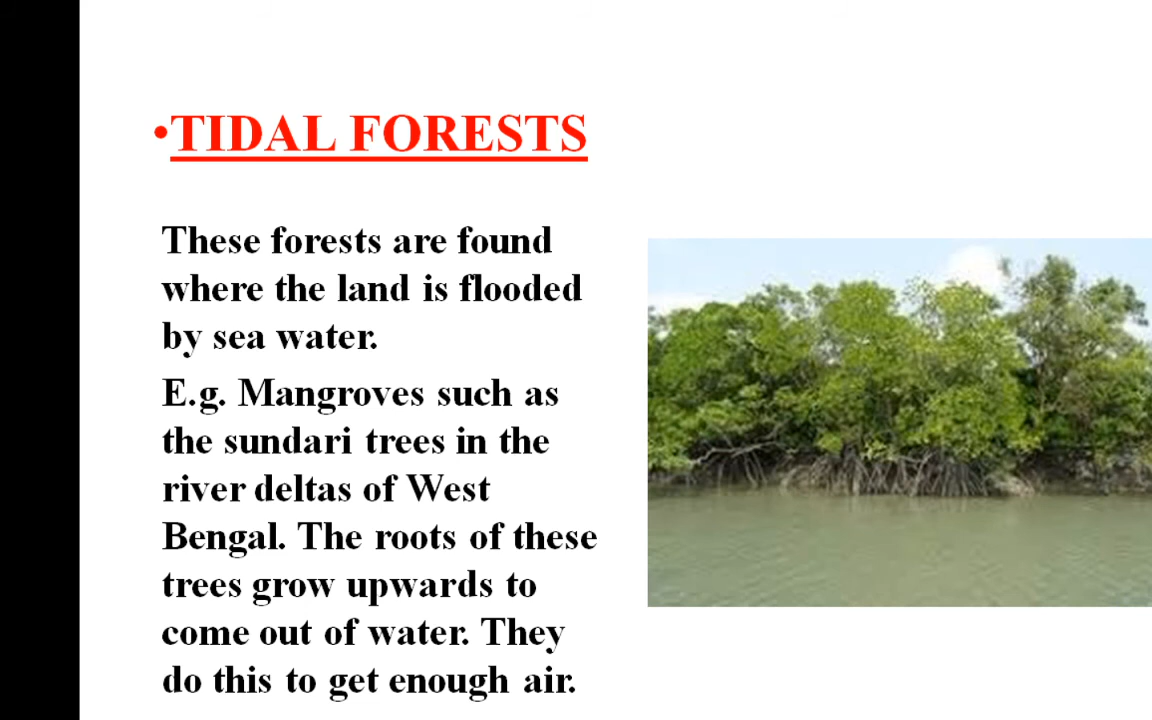 •TIDAL FORESTS
These forests are found
where the land is flooded
by sea water.
E.g. Mangroves such as
the sundari trees in the
river deltas of West
Bengal. The roots of these
trees grow upwards to
come out of water. They
do this to get enough air.